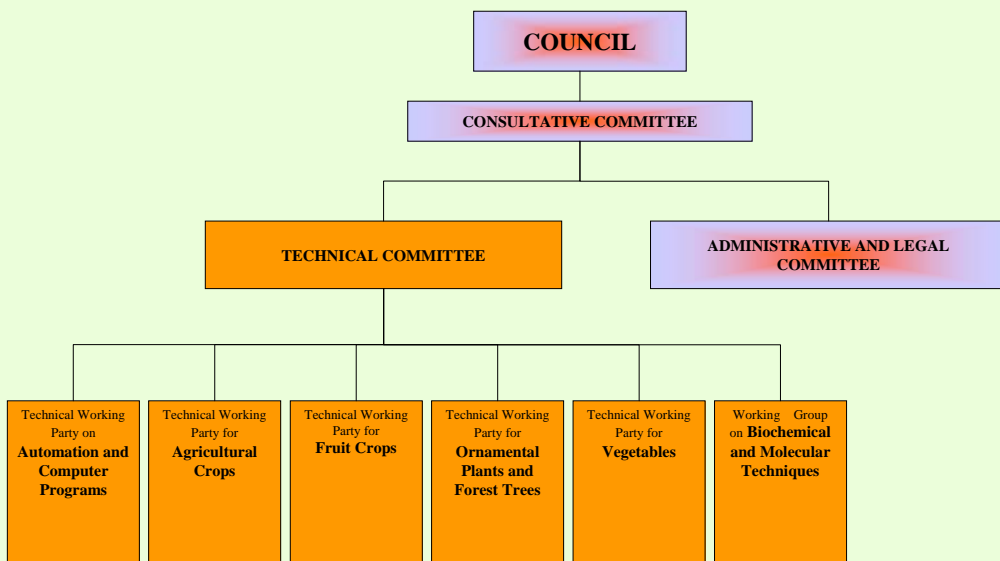 COUNCIL
CONSULTATIVE COMMITTEE
TECHNICAL COMMITTEE
ADMINISTRATIVE AND LEGAL
COMMITTEE
Technical Working
Party on
Automation and
Computer
Programs
Technical Working
Party for
Agricultural
Crops
Technical Working
Party for
Fruit Crops
Technical Working
Party for
Ornamental
Plants and
Forest Trees
Technical Working
Party for
Vegetables
Working Group
on Biochemical
and Molecular
Techniques